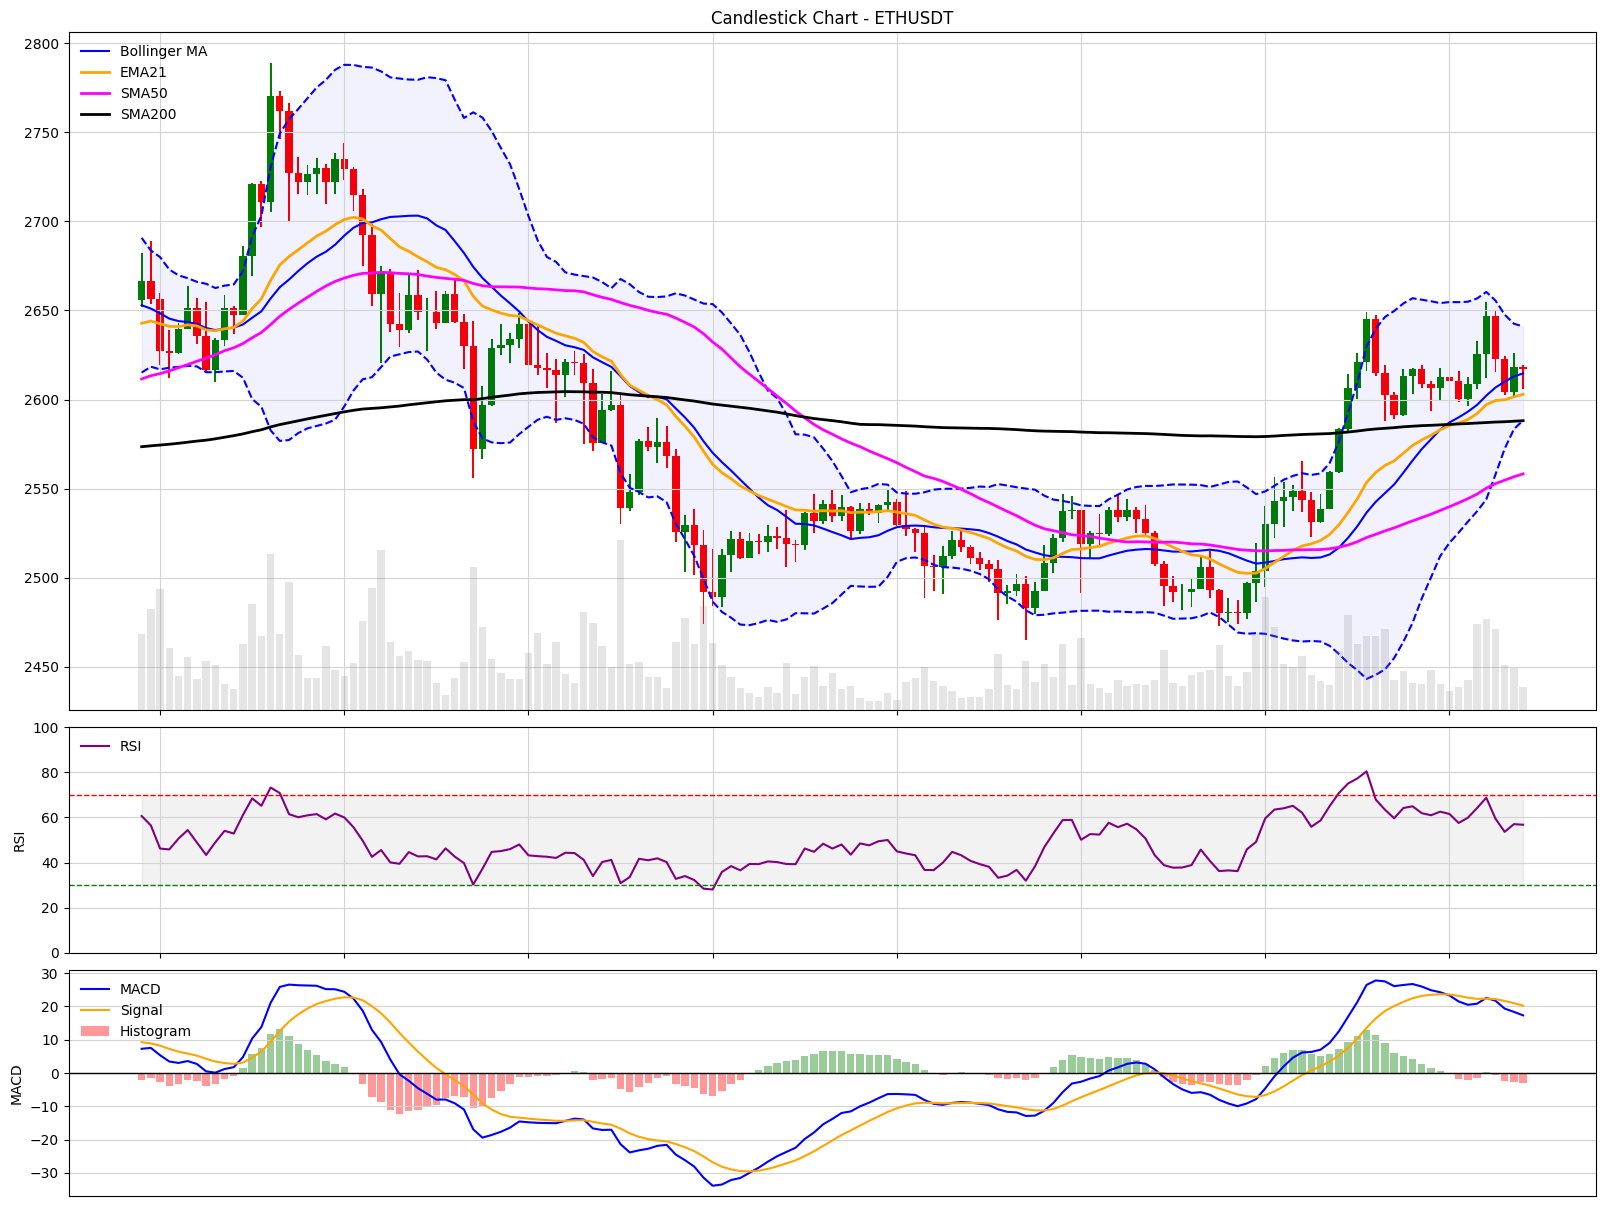 Candlestick Chart - ETHUSDT
2800
2750
2700
2650
2600
2550
2500
2450
Bollinger MA
EMA21
SMA50
SMA200
100
80
60
40
20
0
RSI
RSI
30
20
10
0
−10
−20
−30
MACD
MACD
Signal
Histogram